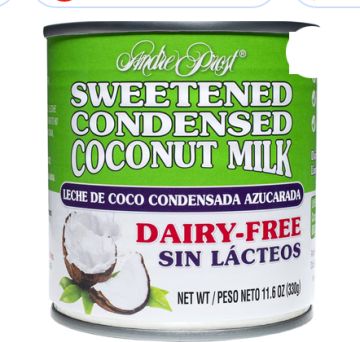 Andre Prost®
SWEETENED
CONDENSED
COCONUT MILK
LECHE DE COCO CONDENSADA AZUCARADA
DAIRY-FREE
SIN LÁCTEOS
NET WT / PESO NETO 11.6 OZ (330g)